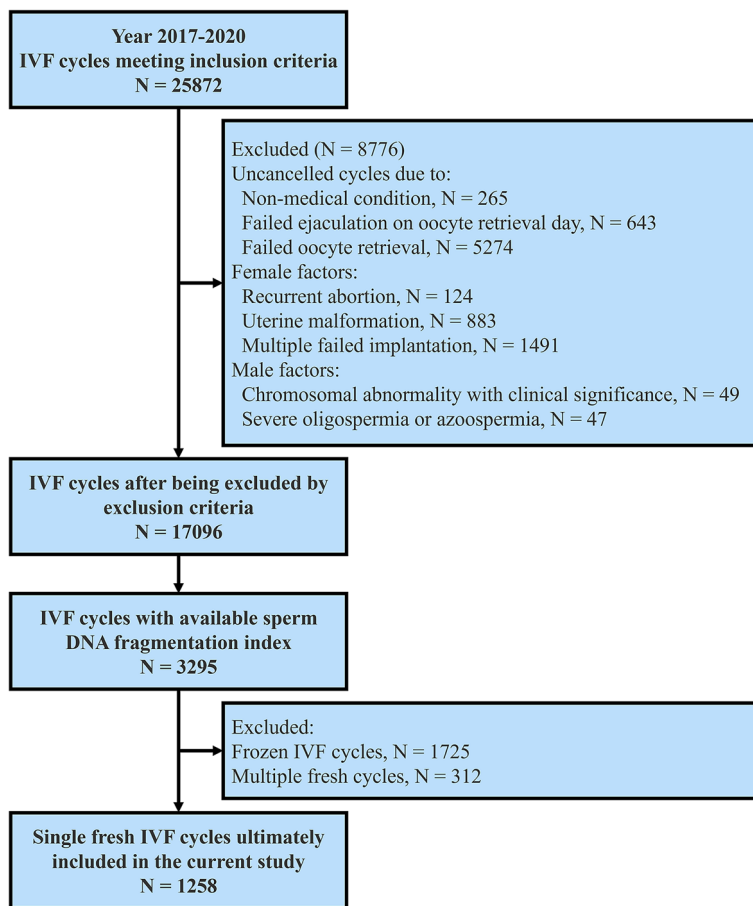 Year 2017-2020
IVF cycles meeting inclusion criteria
N = 25872
Excluded (N = 8776)
Uncancelled cycles due to:
Non-medical condition, N = 265
Failed ejaculation on oocyte retrieval day, N = 643
Failed oocyte retrieval, N = 5274
Female factors:
Recurrent abortion, N = 124
Uterine malformation, N = 883
Multiple failed implantation, N = 1491
Male factors:
Chromosomal abnormality with clinical significance, N = 49
Severe oligospermia or azoospermia, N = 47
IVF cycles after being excluded by
exclusion criteria
N = 17096
IVF cycles with available sperm
DNA fragmentation index
N = 3295
Excluded:
Frozen IVF cycles, N = 1725
Multiple fresh cycles, N = 312
Single fresh IVF cycles ultimately
included in the current study
N = 1258